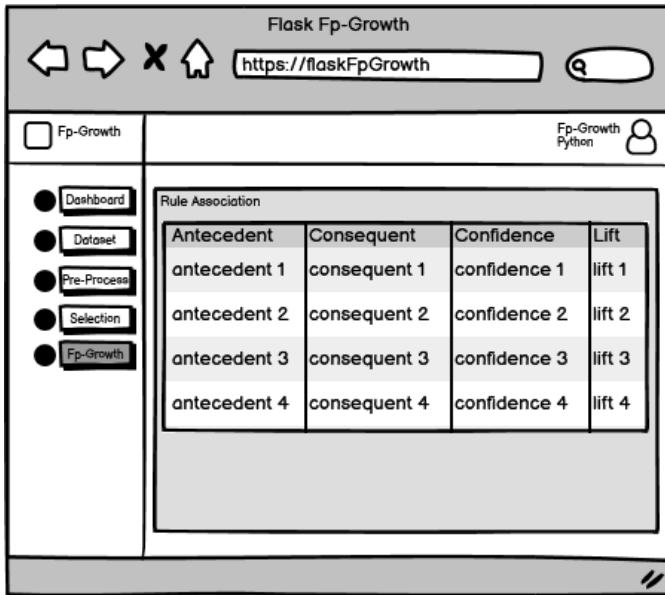 Flask Fp-Growth
https://flaskFpGrowth
Fp-Growth
Fp-Growth
Python
Dashboard
Dataset
Pre-Process
Selection
Fp-Growth
Rule Association
Antecedent Consequent Confidence Lift
antecedent 1 consequent 1 confidence 1 lift 1
antecedent 2 consequent 2 confidence 2 lift 2
antecedent 3 consequent 3 confidence 3 lift 3
antecedent 4 consequent 4 confidence 4 lift 4